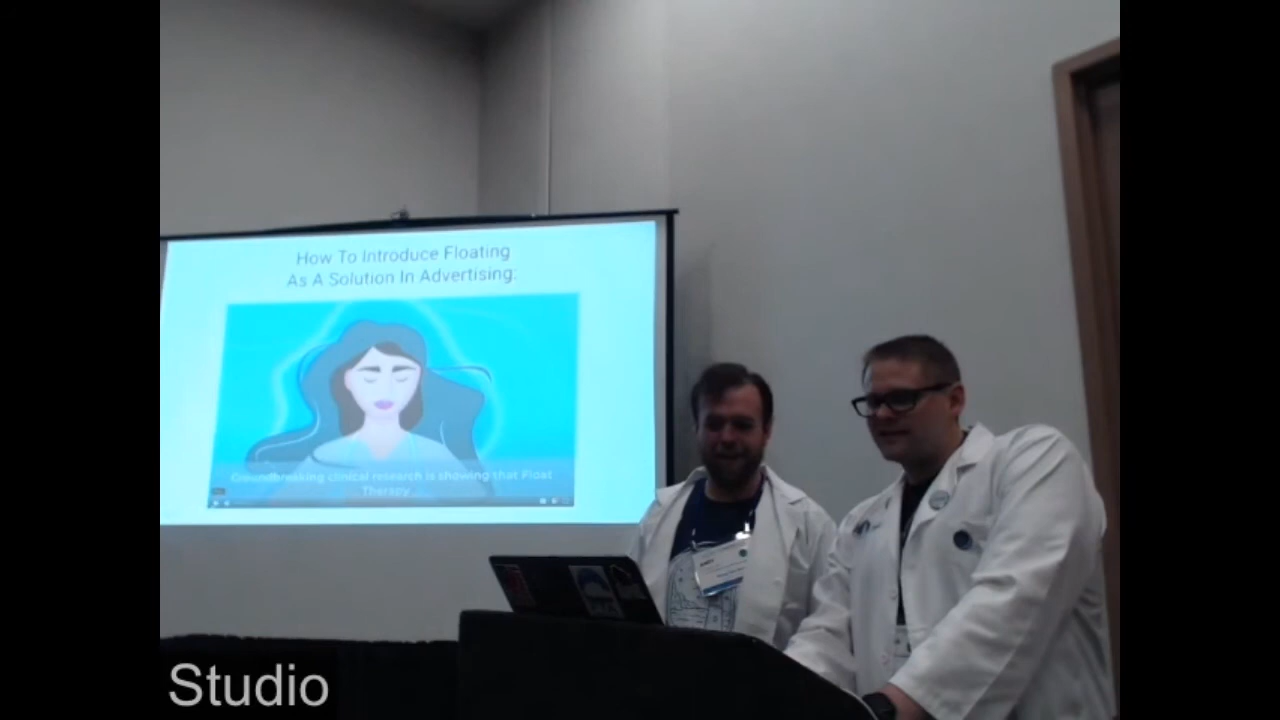 How To Introduce Floating
As A Solution In Advertising:
Groundbreaking clinical research is showing that Float
Therapy
Studio